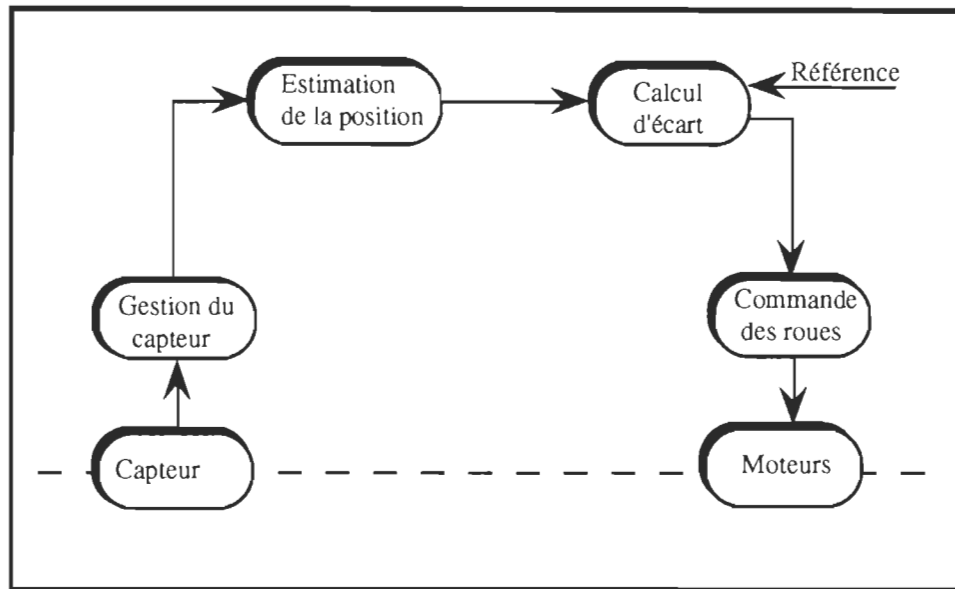 Estimation
de la position
Calcul
d'écart
Référence
Gestion du
capteur
Commande
des roues
Capteur
Moteurs